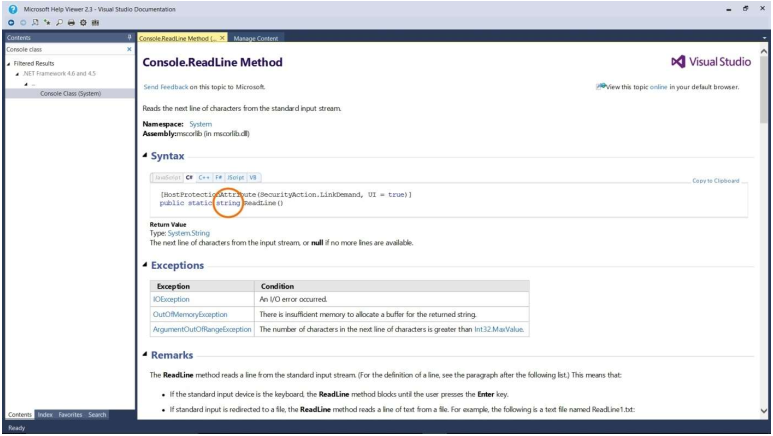 Microsoft Help Viewer 2.3 - Visual Studio Documentation
Contents
Console.ReadLine Method (... Manage Content
Console class
Filtered Results
.NET Framework 4.6 and 4.5
...
Console Class (System)
Console.ReadLine Method
Visual Studio
Send Feedback on this topic to Microsoft.
View this topic online in your default browser.
Reads the next line of characters from the standard input stream.
Namespace: System
Assembly:mscorlib (in mscorlib.dll)
Syntax
JavaScript C# C++ F# JScript VB
Copy to Clipboard
[HostProtectionAttribute(SecurityAction.LinkDemand, UI = true)]
public static string ReadLine()
Return Value
Type: System.String
The next line of characters from the input stream, or null if no more lines are available.
Exceptions
Exception Condition
IOException An I/O error occurred.
OutOfMemoryException There is insufficient memory to allocate a buffer for the returned string.
ArgumentOutOfRangeException The number of characters in the next line of characters is greater than Int32.MaxValue.
Remarks
The ReadLine method reads a line from the standard input stream. (For the definition of a line, see the paragraph after the following list.) This means that:
• If the standard input device is the keyboard, the ReadLine method blocks until the user presses the Enter key.
• If standard input is redirected to a file, the ReadLine method reads a line of text from a file. For example, the following is a text file named ReadLine1.txt:
Contents Index Favorites Search
Ready